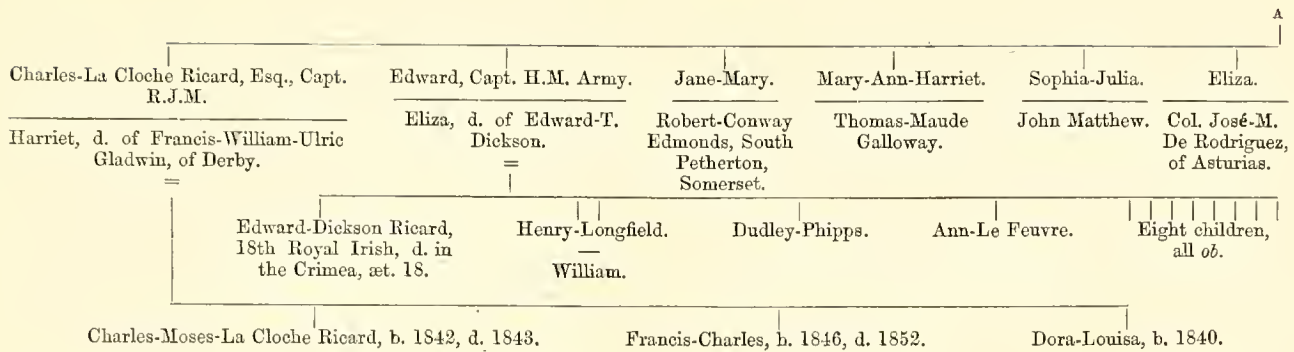 A
Charles-La Cloche Ricard, Esq., Capt.
R.J.M.
Harriet, d. of Francis-William-Ulric
Gladwin, of Derby.
=
Edward, Capt. H.M. Army.
Eliza, d. of Edward-T.
Dickson.
=
Jane-Mary.
Robert-Conway
Edmonds, South
Petherton,
Somerset.
Mary-Ann-Harriet.
Thomas-Maude
Galloway.
Sophia-Julia.
John Matthew.
Eliza.
Col. José-M.
De Rodriguez,
of Asturias.
Edward-Dickson Ricard,
18th Royal Irish, d. in
the Crimea, æt. 18.
Henry-Longfield.
—
William.
Dudley-Phipps.
Ann-Le Feuvre.
Eight children,
all ob.
Charles-Moses-La Cloche Ricard, b. 1842, d. 1843.
Francis-Charles, b. 1846, d. 1852.
Dora-Louisa, b. 1840.